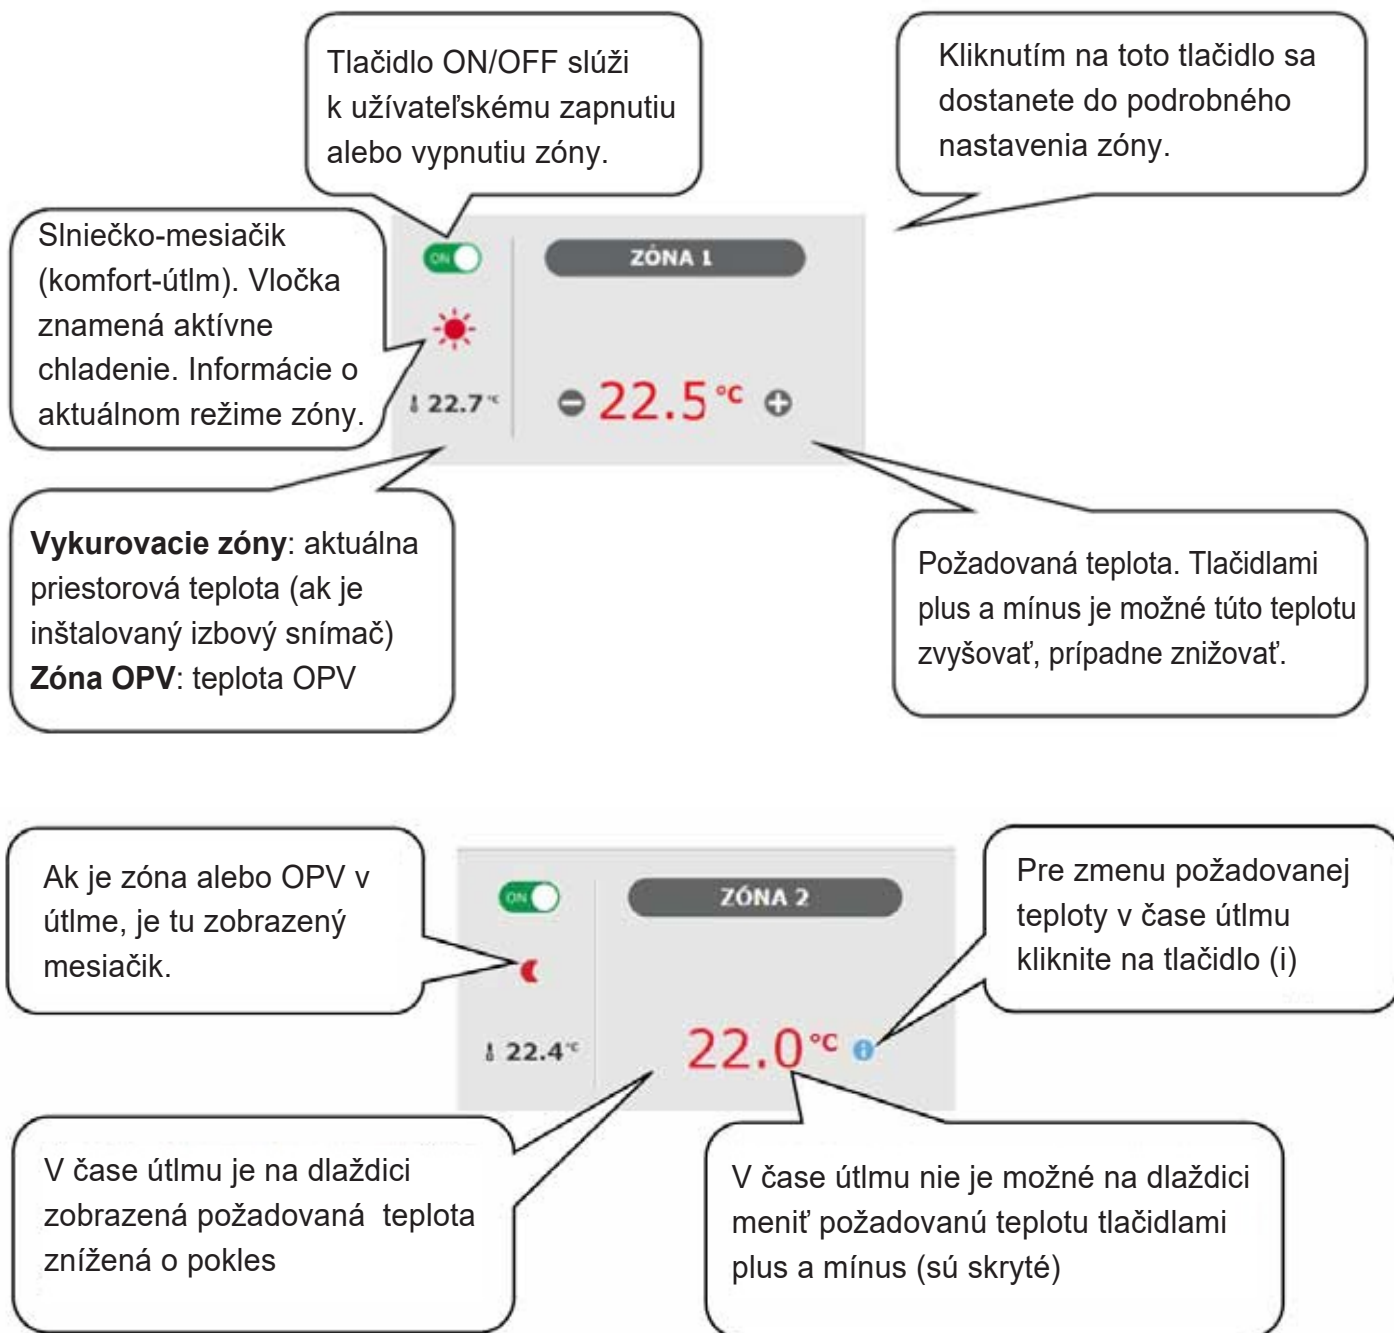 Tlačidlo ON/OFF slúži
k užívateľskému zapnutiu
alebo vypnutiu zóny.
Kliknutím na toto tlačidlo sa
dostanete do podrobného
nastavenia zóny.
Slniečko-mesiačik
(komfort-útlm). Vločka
znamená aktívne
chladenie. Informácie o
aktuálnom režime zóny.
ON
ZÓNA 1
22.7 °C
22.5 °C
Vykurovacie zóny: aktuálna
priestorová teplota (ak je
inštalovaný izbový snímač)
Zóna OPV: teplota OPV
Požadovaná teplota. Tlačidlami
plus a mínus je možné túto teplotu
zvyšovať, prípadne znižovať.
Ak je zóna alebo OPV v
útlme, je tu zobrazený
mesiačik.
ON
ZÓNA 2
22.4 °C
22.0 °C i
Pre zmenu požadovanej
teploty v čase útlmu
kliknite na tlačidlo (i)
V čase útlmu je na dlaždici
zobrazená požadovaná  teplota
znížená o pokles
V čase útlmu nie je možné na dlaždici
meniť požadovanú teplotu tlačidlami
plus a mínus (sú skryté)